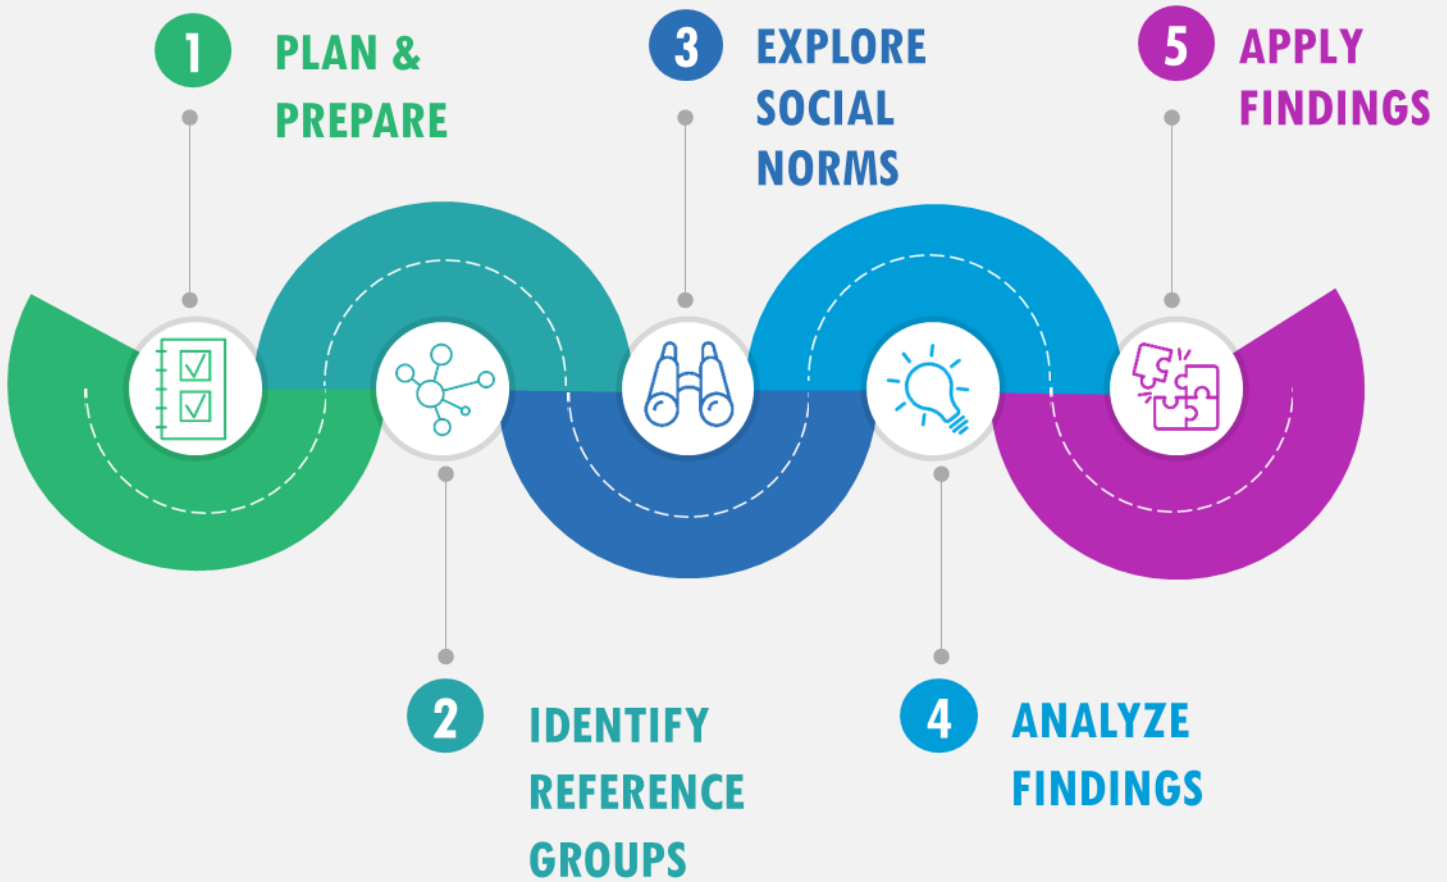 1
PLAN &
PREPARE
2
IDENTIFY
REFERENCE
GROUPS
3
EXPLORE
SOCIAL
NORMS
4
ANALYZE
FINDINGS
5
APPLY
FINDINGS